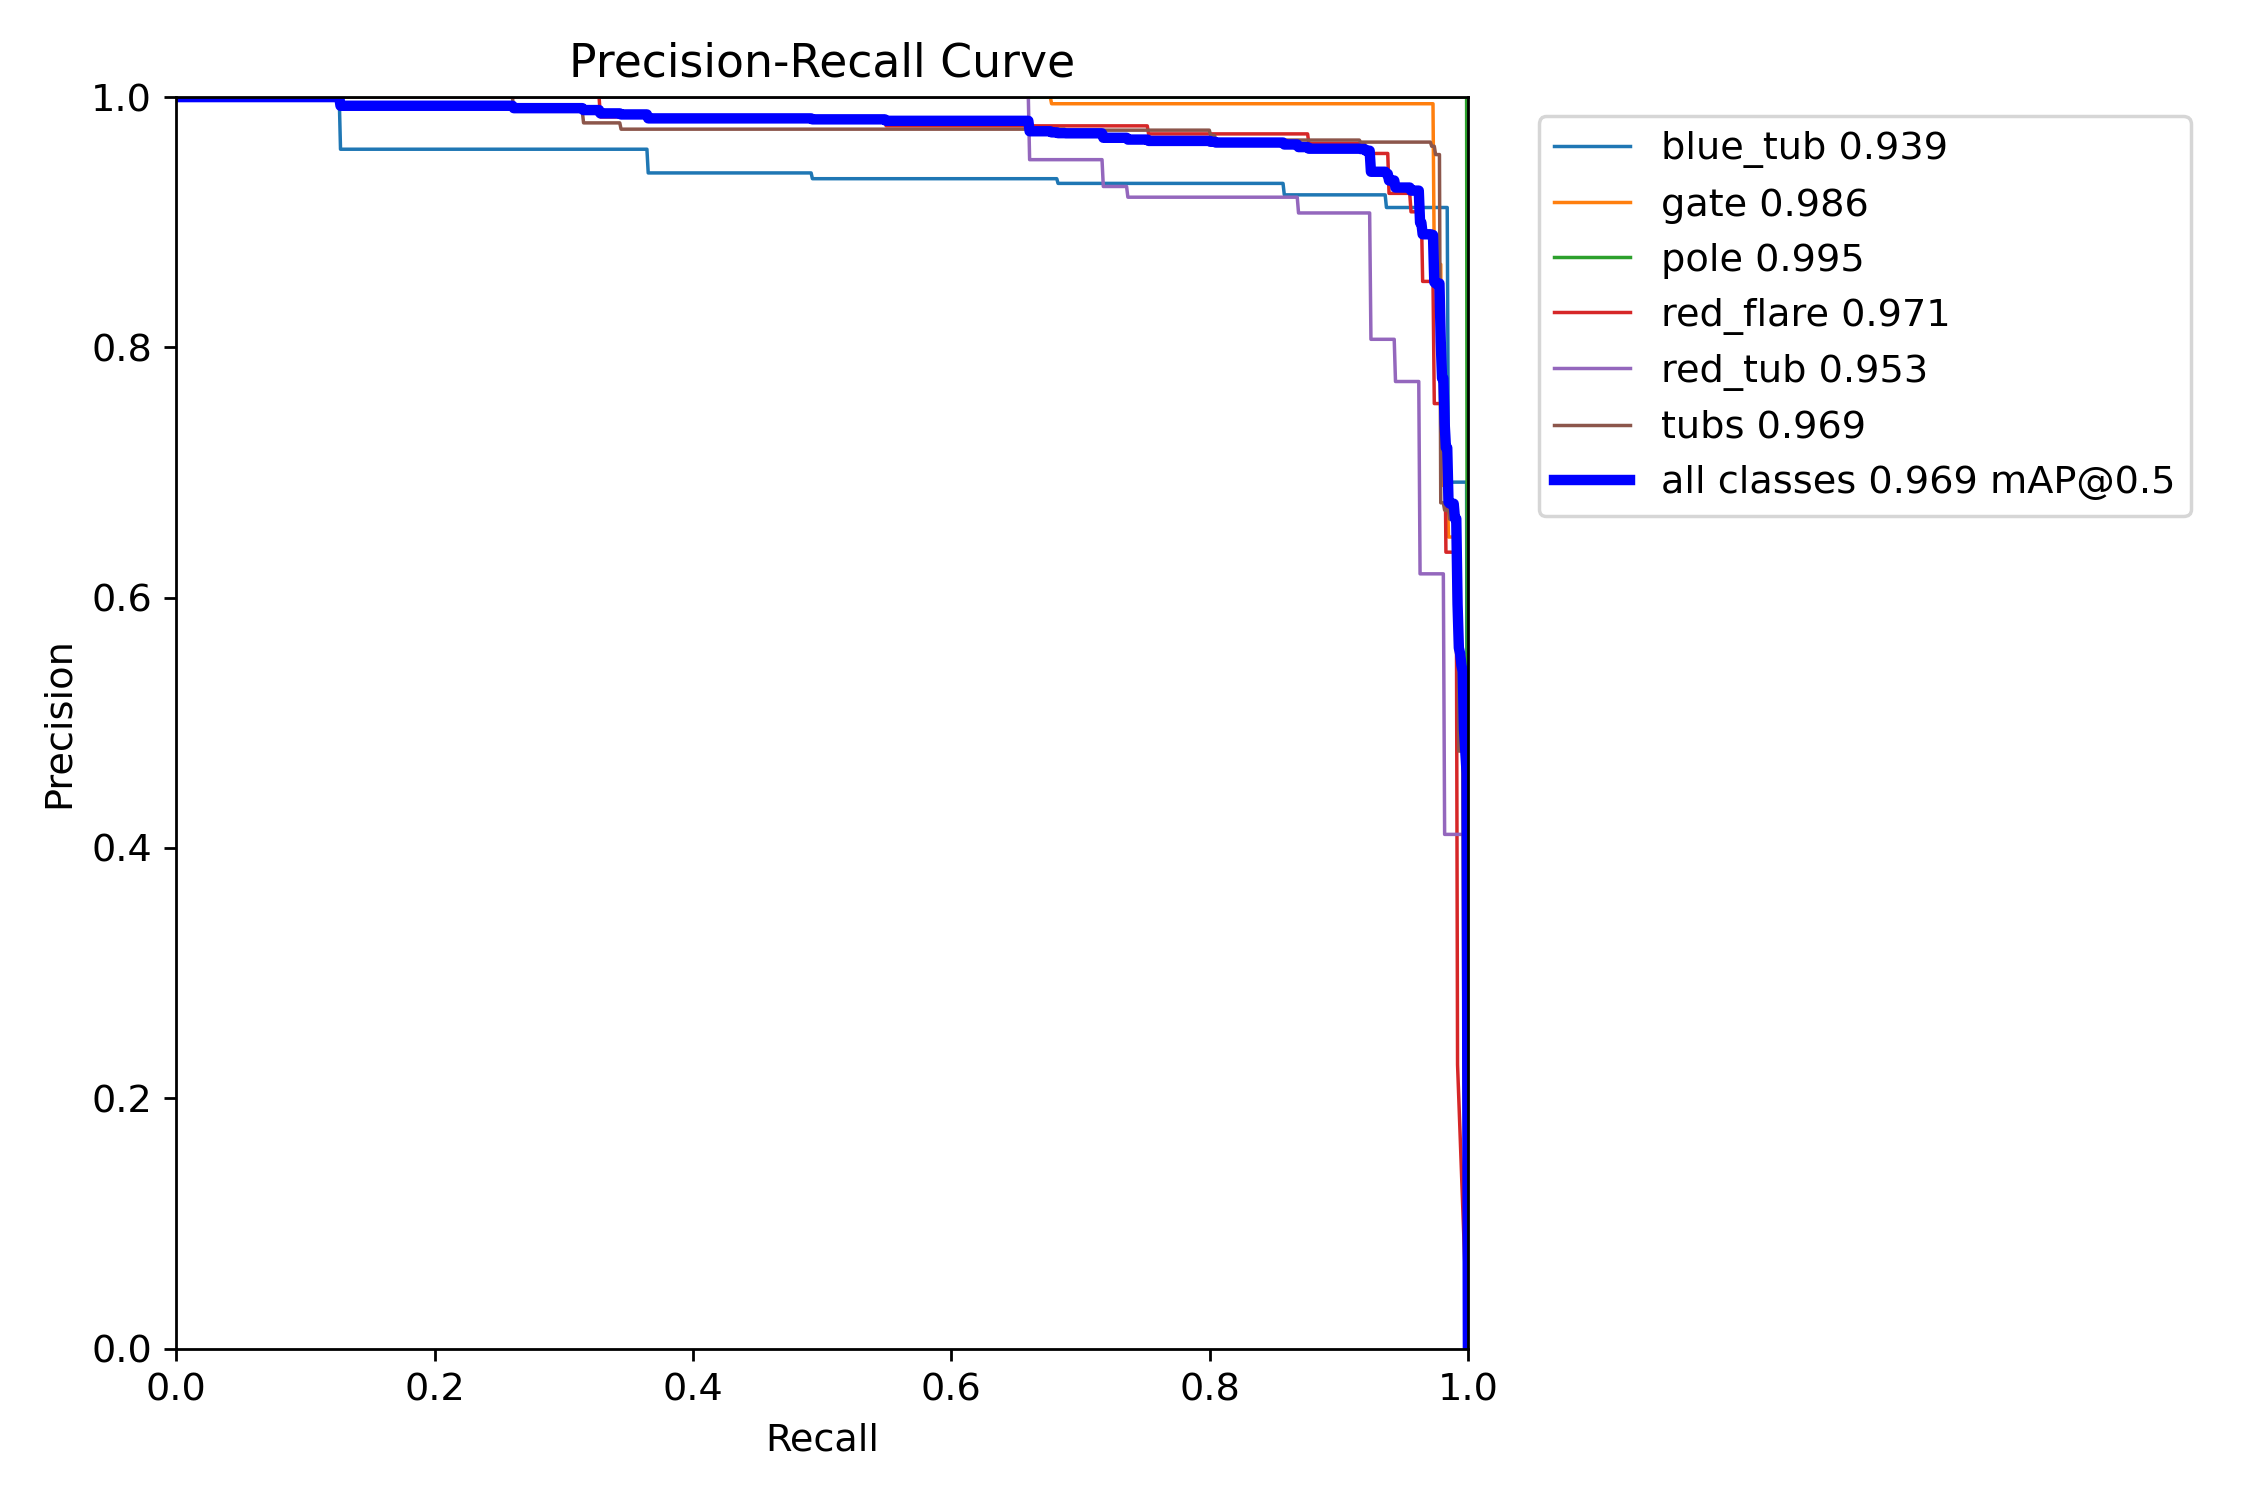 Precision-Recall Curve
1.0
0.8
0.6
0.4
0.2
0.0
Precision
0.0 0.2 0.4 0.6 0.8 1.0
Recall
blue_tub 0.939
gate 0.986
pole 0.995
red_flare 0.971
red_tub 0.953
tubs 0.969
all classes 0.969 mAP@0.5